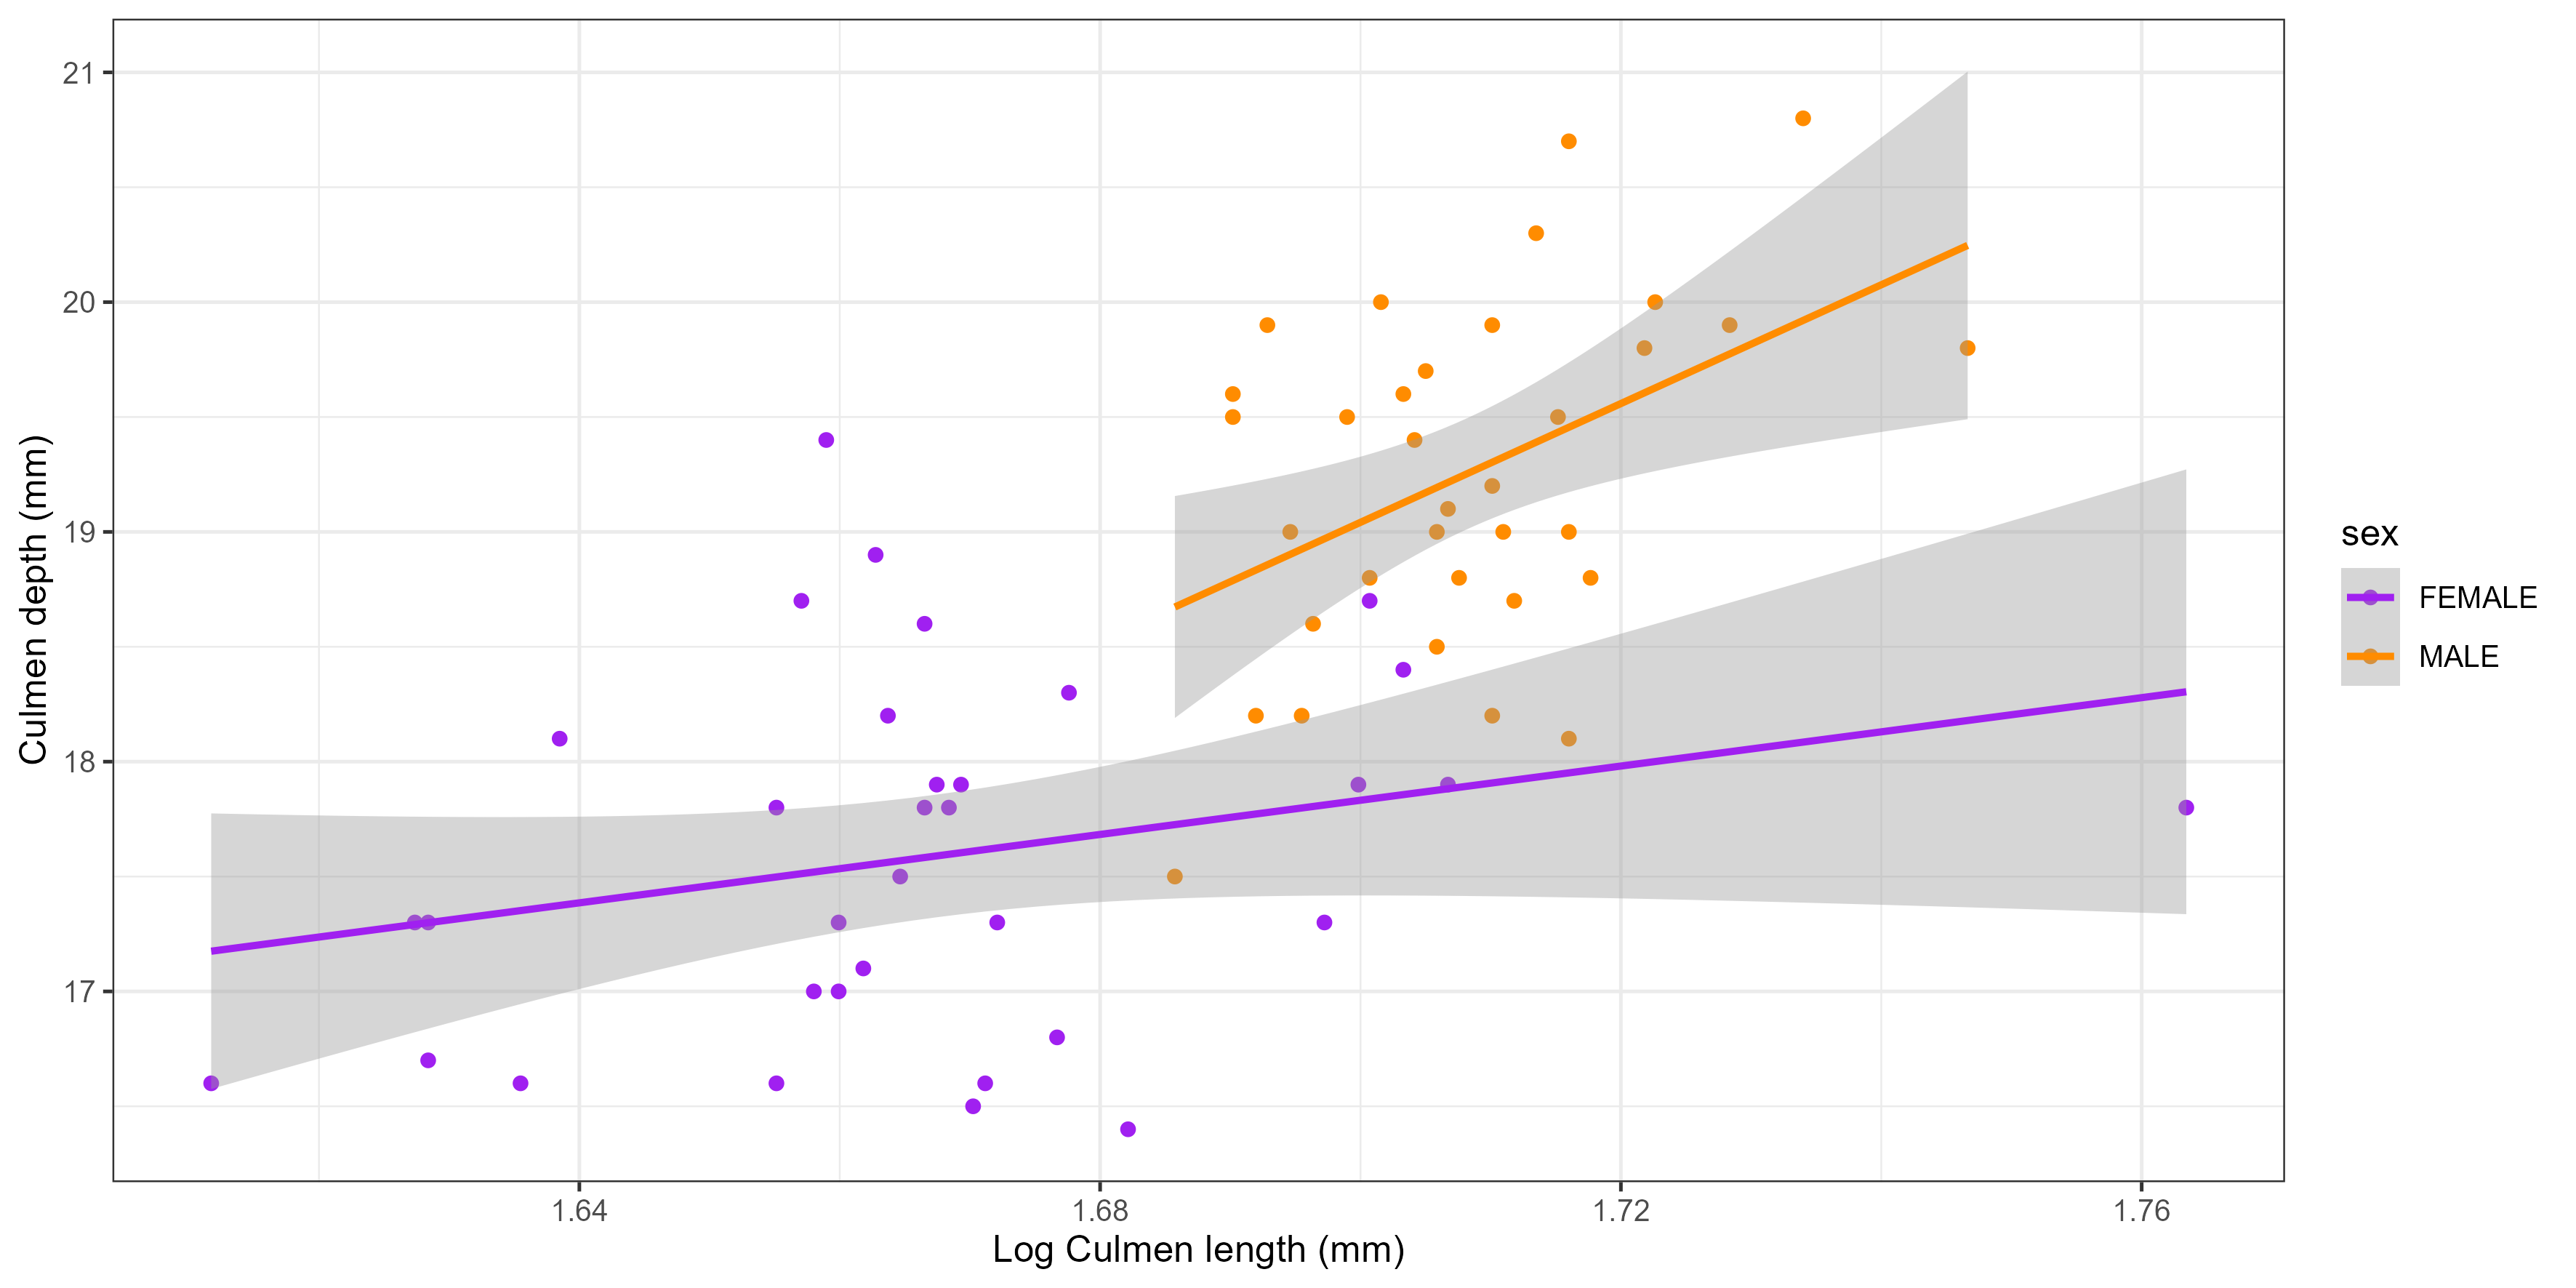 21
20
19
18
17
Culmen depth (mm)
1.64
1.68
1.72
1.76
Log Culmen length (mm)
sex
FEMALE
MALE